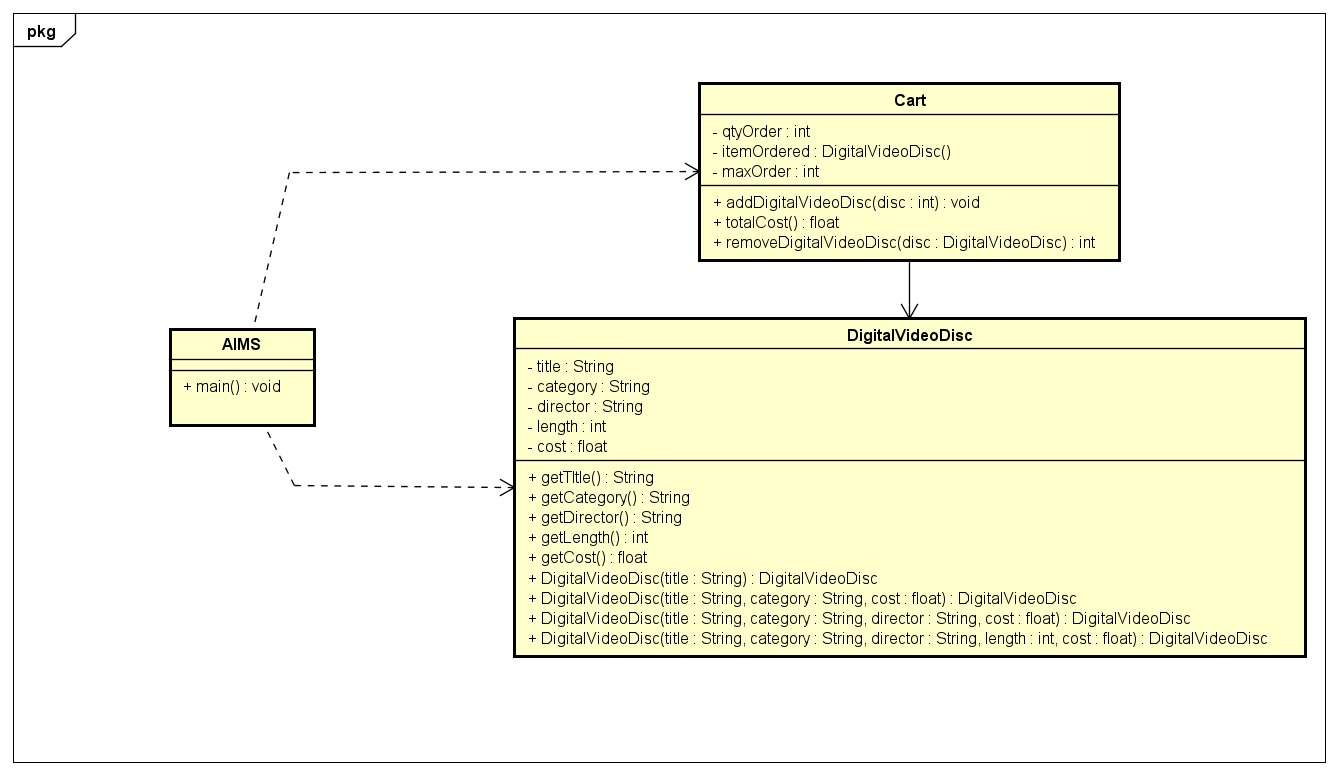 pkg
Cart
- qtyOrder : int
- itemOrdered : DigitalVideoDisc()
- maxOrder : int
+ addDigitalVideoDisc(disc : int) : void
+ totalCost() : float
+ removeDigitalVideoDisc(disc : DigitalVideoDisc) : int
AIMS
+ main() : void
DigitalVideoDisc
- title : String
- category : String
- director : String
- length : int
- cost : float
+ getTItle() : String
+ getCategory() : String
+ getDirector() : String
+ getLength() : int
+ getCost() : float
+ DigitalVideoDisc(title : String) : DigitalVideoDisc
+ DigitalVideoDisc(title : String, category : String, cost : float) : DigitalVideoDisc
+ DigitalVideoDisc(title : String, category : String, director : String, cost : float) : DigitalVideoDisc
+ DigitalVideoDisc(title : String, category : String, director : String, length : int, cost : float) : DigitalVideoDisc